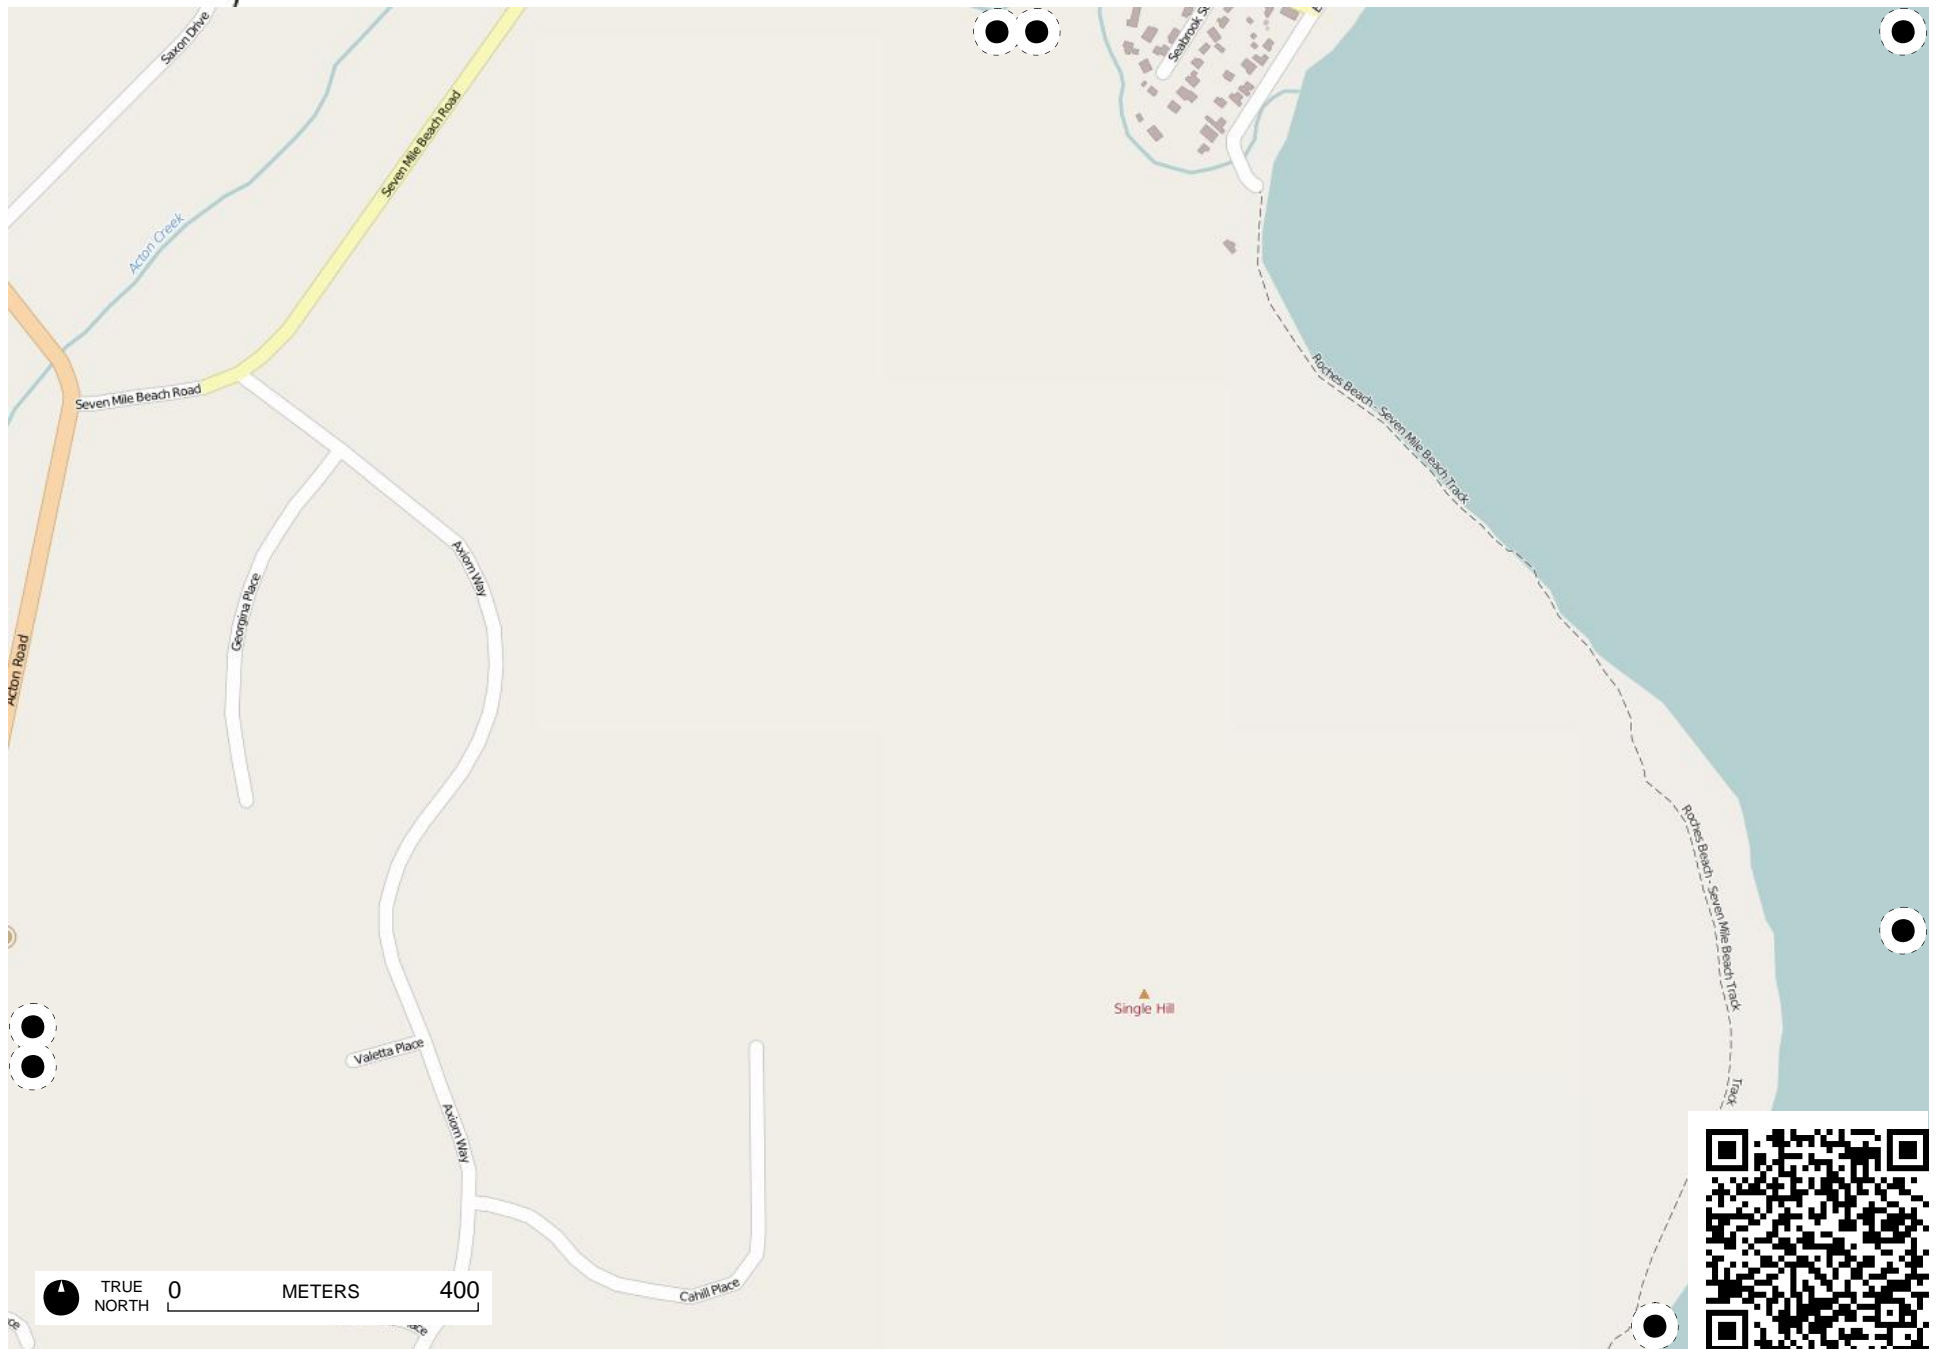 Saxon Drive
Seabrook
Seven Mile Beach Road
Acton Creek
Seven Mile Beach Road
Roches Beach - Seven Mile Beach Track
Axiom Way
Georgina Place
Acton Road
Roches Beach - Seven Mile Beach Track
Single Hill
Valetta Place
Track
Axiom Way
Cahill Place
TRUE
NORTH
0 METERS 400